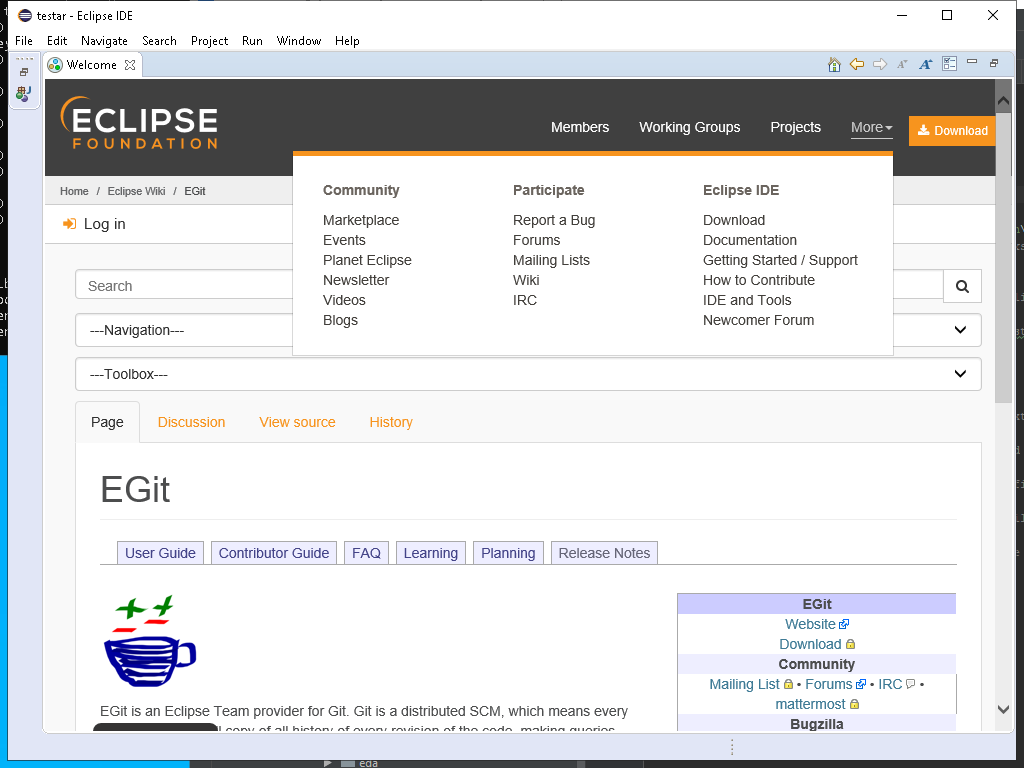 testar - Eclipse IDE
File Edit Navigate Search Project Run Window Help
Welcome
ECLIPSE
FOUNDATION
Members Working Groups Projects More Download
Home / Eclipse Wiki / EGit
Log in
Community
Marketplace
Events
Planet Eclipse
Newsletter
Videos
Blogs
Participate
Report a Bug
Forums
Mailing Lists
Wiki
IRC
Eclipse IDE
Download
Documentation
Getting Started / Support
How to Contribute
IDE and Tools
Newcomer Forum
Search
---Navigation---
---Toolbox---
Page Discussion View source History
EGit
User Guide Contributor Guide FAQ Learning Planning Release Notes
EGit
Website
Download
Community
Mailing List • Forums • IRC •
mattermost
Bugzilla
EGit is an Eclipse Team provider for Git. Git is a distributed SCM, which means every
copy of all history of every revision of the code, making queries
eda